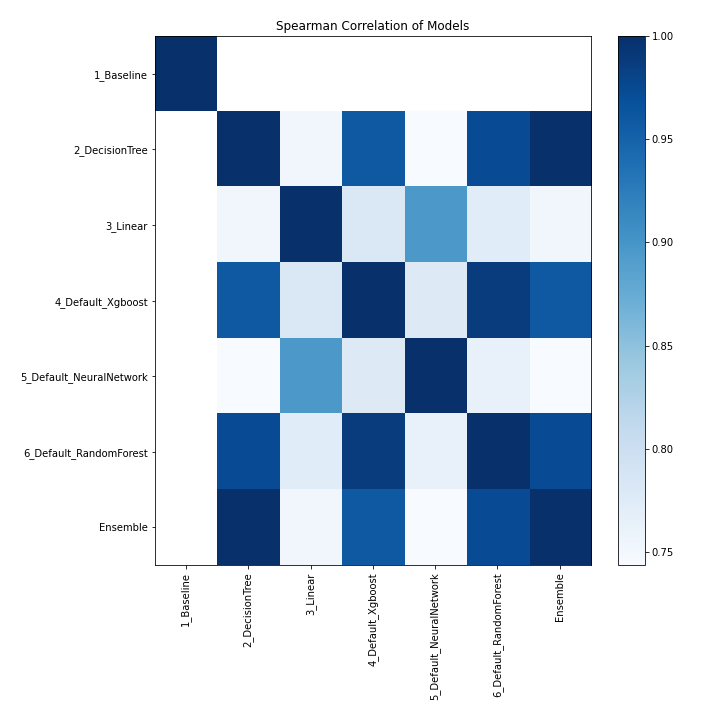 Spearman Correlation of Models
1_Baseline
2_DecisionTree
3_Linear
4_Default_Xgboost
5_Default_NeuralNetwork
6_Default_RandomForest
Ensemble
1_Baseline
2_DecisionTree
3_Linear
4_Default_Xgboost
5_Default_NeuralNetwork
6_Default_RandomForest
Ensemble
1.00
0.95
0.90
0.85
0.80
0.75